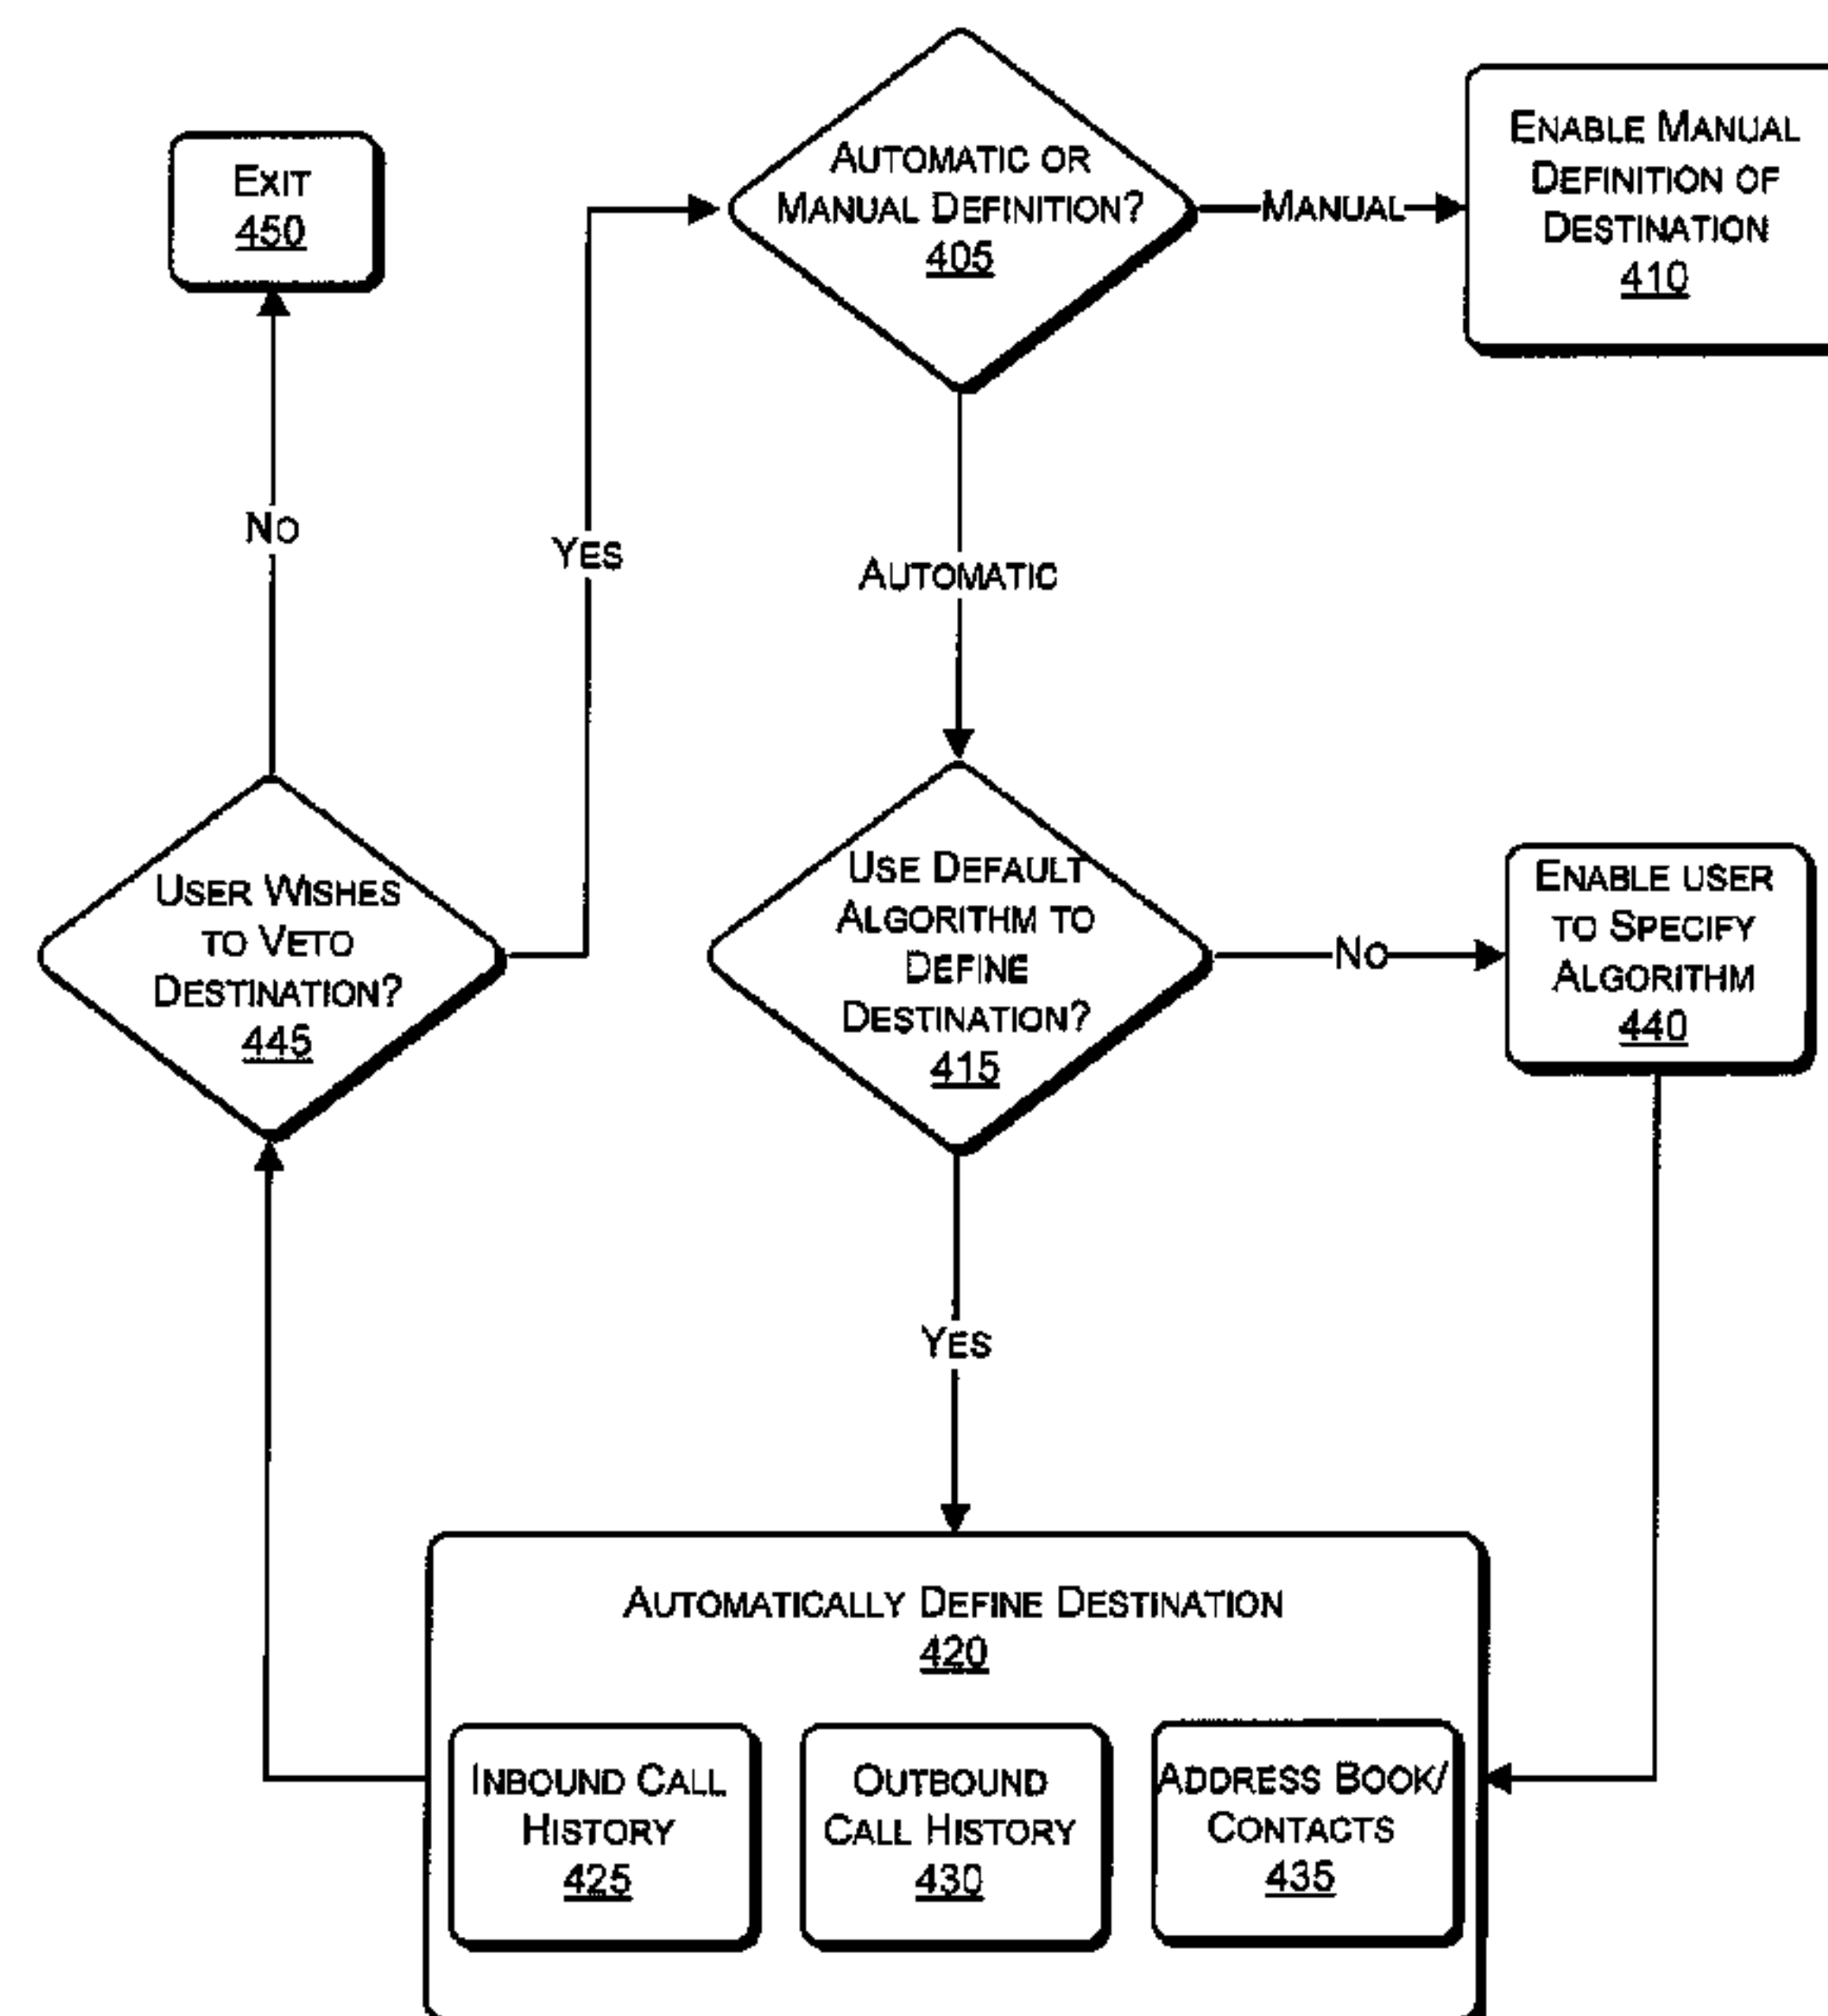 EXIT
450
AUTOMATIC OR
MANUAL DEFINITION?
405
MANUAL
ENABLE MANUAL
DEFINITION OF
DESTINATION
410
NO
YES
AUTOMATIC
USER WISHES
TO VETO
DESTINATION?
445
USE DEFAULT
ALGORITHM TO
DEFINE
DESTINATION?
415
NO
ENABLE USER
TO SPECIFY
ALGORITHM
440
YES
AUTOMATICALLY DEFINE DESTINATION
420
INBOUND CALL
HISTORY
425
OUTBOUND
CALL HISTORY
430
ADDRESS BOOK/
CONTACTS
435